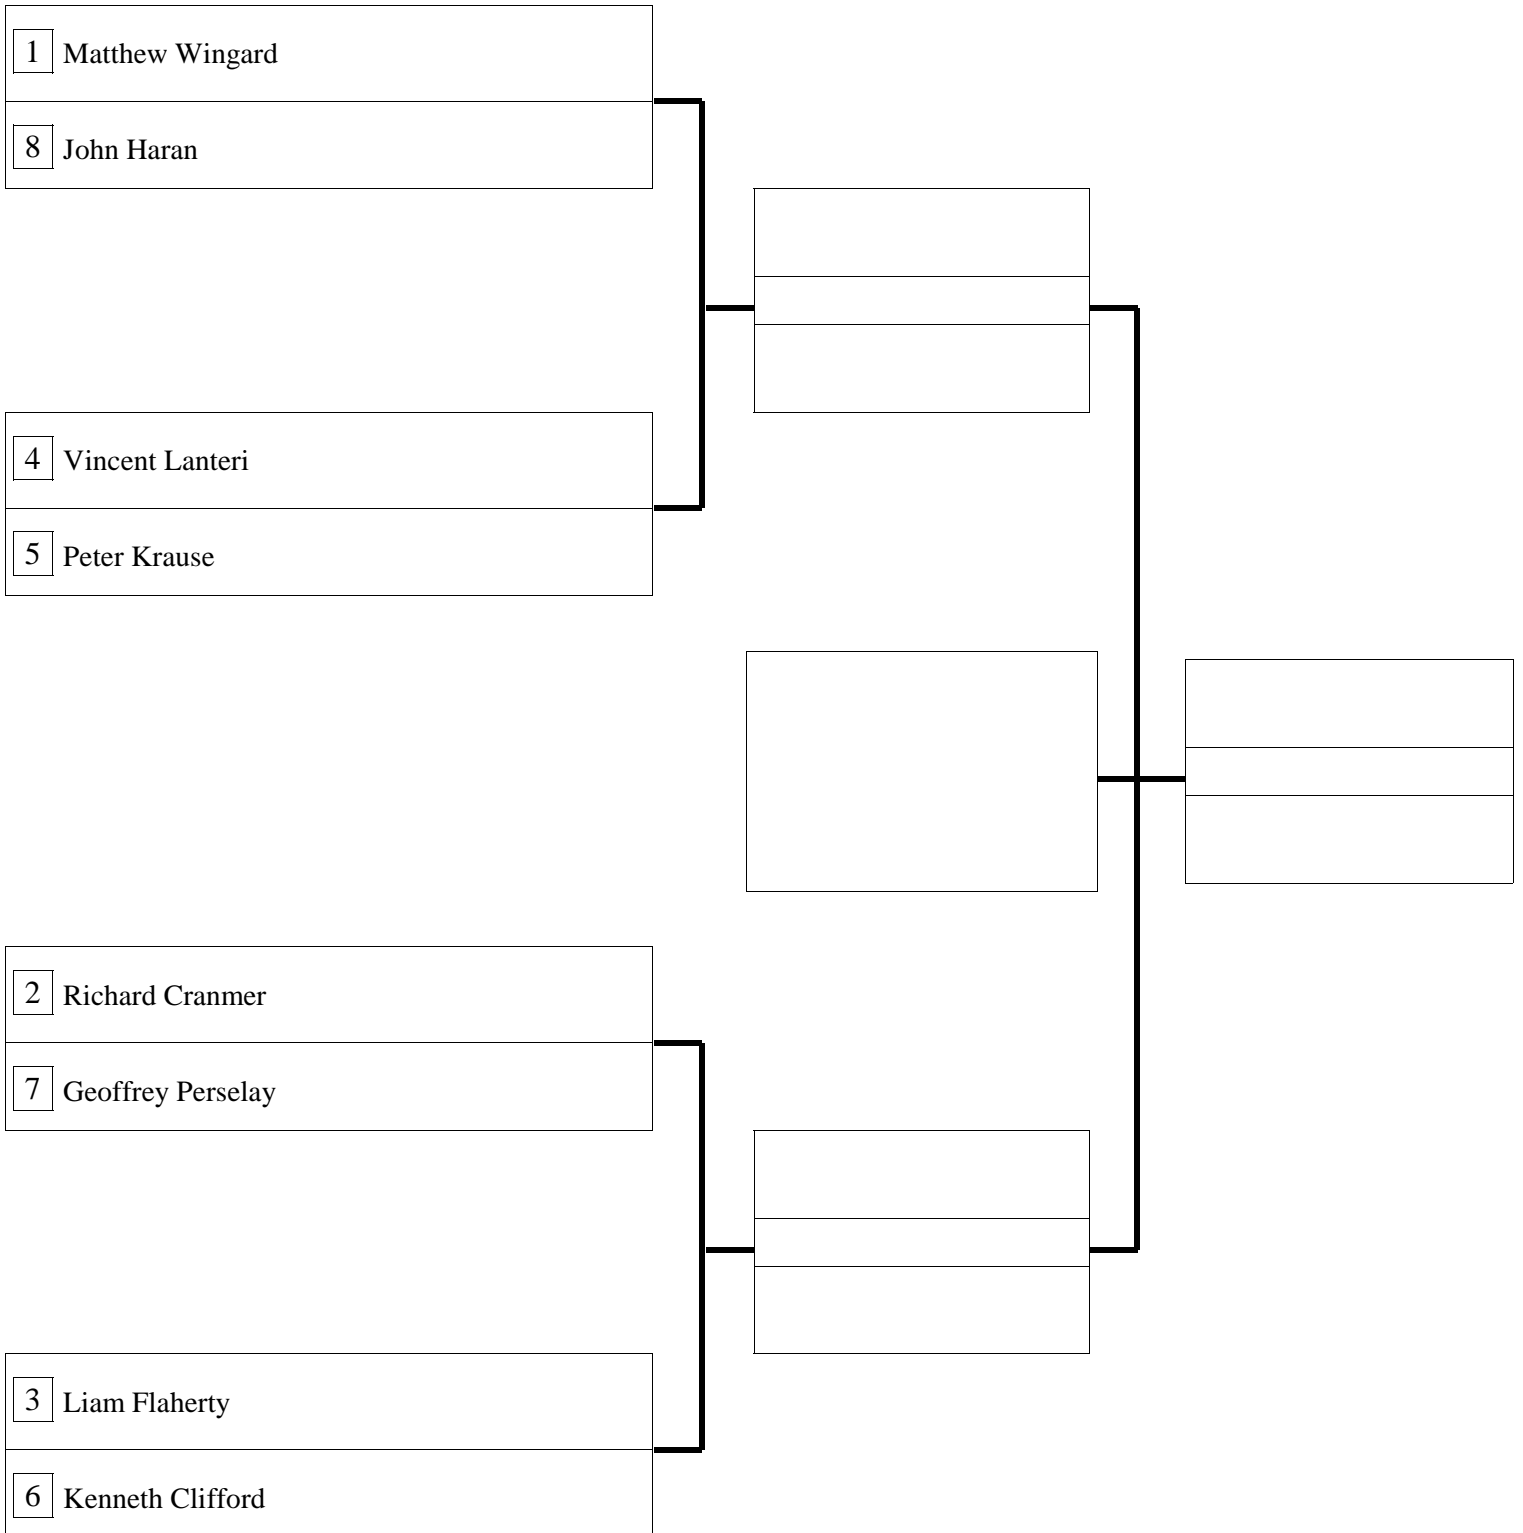 1 Matthew Wingard
8 John Haran
4 Vincent Lanteri
5 Peter Krause
2 Richard Cranmer
7 Geoffrey Perselay
3 Liam Flaherty
6 Kenneth Clifford